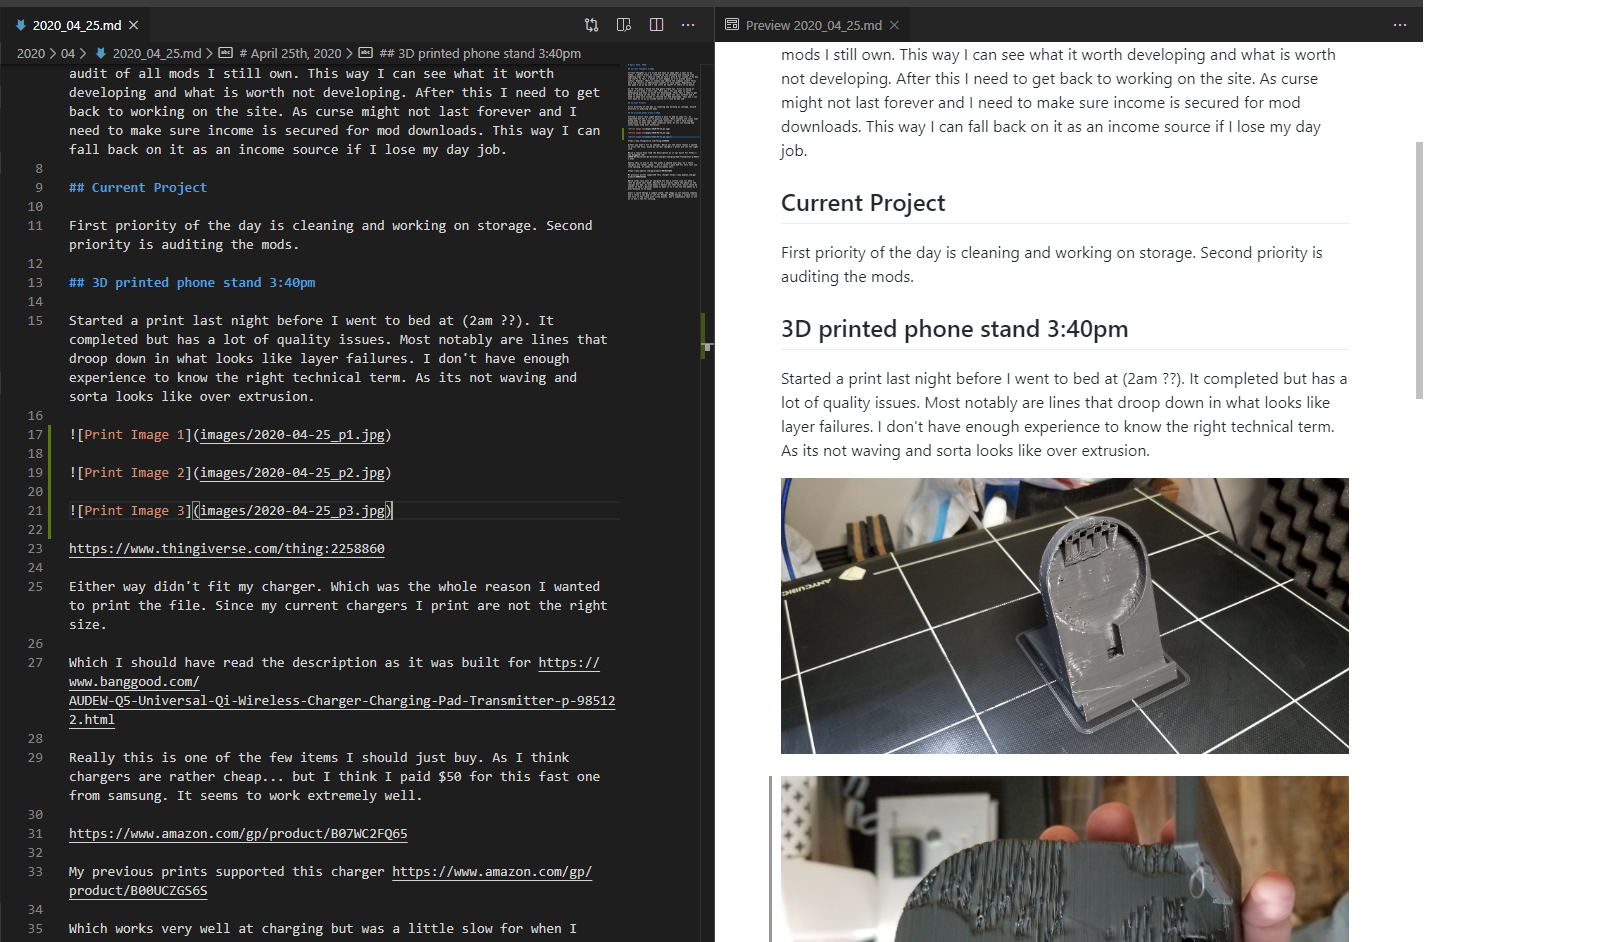 2020_04_25.md
2020 > 04 > 2020_04_25.md > # April 25th, 2020 > ## 3D printed phone stand 3:40pm
audit of all mods I still own. This way I can see what it worth
developing and what is worth not developing. After this I need to get
back to working on the site. As curse might not last forever and I
need to make sure income is secured for mod downloads. This way I can
fall back on it as an income source if I lose my day job.
8
9 ## Current Project
10
11 First priority of the day is cleaning and working on storage. Second
priority is auditing the mods.
12
13 ## 3D printed phone stand 3:40pm
14
15 Started a print last night before I went to bed at (2am ??). It
completed but has a lot of quality issues. Most notably are lines that
droop down in what looks like layer failures. I don't have enough
experience to know the right technical term. As its not waving and
sorta looks like over extrusion.
16
17 ![Print Image 1](images/2020-04-25_p1.jpg)
18
19 ![Print Image 2](images/2020-04-25_p2.jpg)
20
21 ![Print Image 3](images/2020-04-25_p3.jpg)
22
23 https://www.thingiverse.com/thing:2258860
24
25 Either way didn't fit my charger. Which was the whole reason I wanted
to print the file. Since my current chargers I print are not the right
size.
26
27 Which I should have read the description as it was built for https://
www.banggood.com/
AUDEW-Q5-Universal-Qi-Wireless-Charger-Charging-Pad-Transmitter-p-98512
2.html
28
29 Really this is one of the few items I should just buy. As I think
chargers are rather cheap... but I think I paid $50 for this fast one
from samsung. It seems to work extremely well.
30
31 https://www.amazon.com/gp/product/B07WC2FQ65
32
33 My previous prints supported this charger https://www.amazon.com/gp/
product/B00UCZGS6S
34
35 Which works very well at charging but was a little slow for when I
Preview 2020_04_25.md
mods I still own. This way I can see what it worth developing and what is worth
not developing. After this I need to get back to working on the site. As curse
might not last forever and I need to make sure income is secured for mod
downloads. This way I can fall back on it as an income source if I lose my day
job.
Current Project
First priority of the day is cleaning and working on storage. Second priority is
auditing the mods.
3D printed phone stand 3:40pm
Started a print last night before I went to bed at (2am ??). It completed but has a
lot of quality issues. Most notably are lines that droop down in what looks like
layer failures. I don't have enough experience to know the right technical term.
As its not waving and sorta looks like over extrusion.
ANYCUBIC